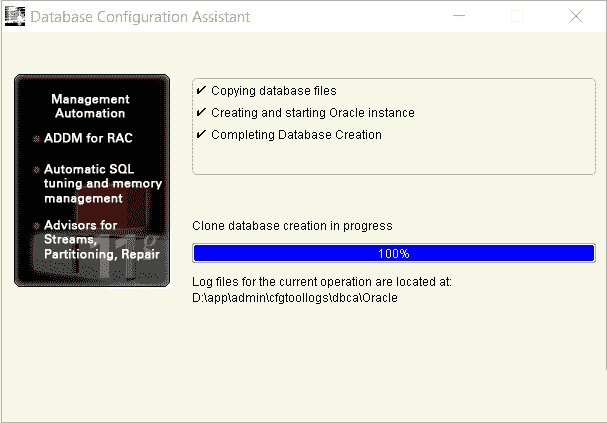 Database Configuration Assistant
Management
Automation
ADDM for RAC
Automatic SQL
tuning and memory
management
Advisors for
Streams,
Partitioning, Repair
11g
✔ Copying database files
✔ Creating and starting Oracle instance
✔ Completing Database Creation
Clone database creation in progress
100%
Log files for the current operation are located at:
D:\app\admin\cfgtoollogs\dbca\Oracle